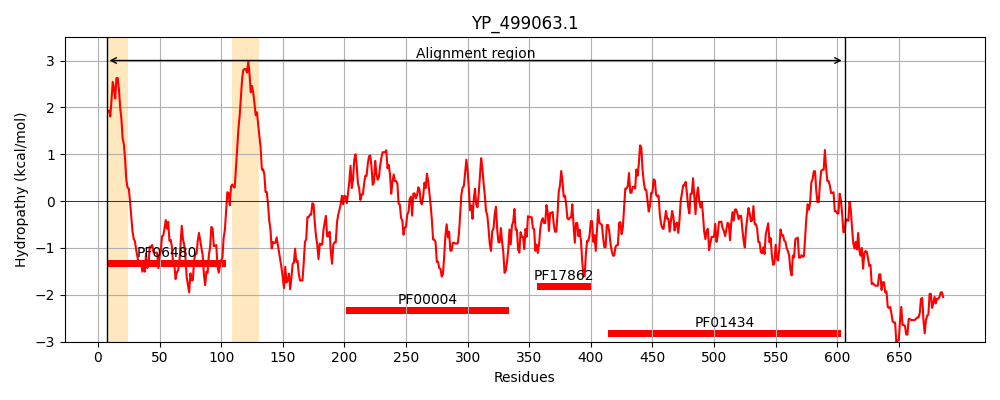 YP_499063.1
Alignment region
PF06480
PF17862
PF00004
PF01434
Hydropathy (kcal/mol)
3
2
1
0
−1
−2
−3
0 50 100 150 200 250 300 350 400 450 500 550 600 650
Residues